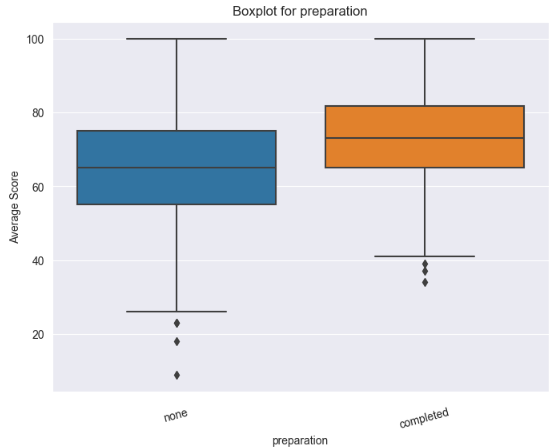 Boxplot for preparation
Average Score
100
80
60
40
20
none
completed
preparation